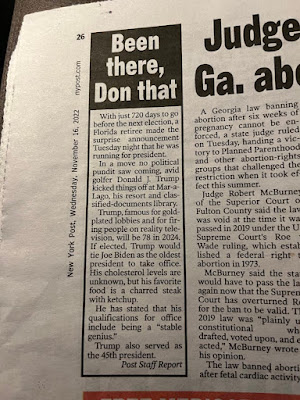 26
nypost.com
New York Post, Wednesday, November 16, 2022
Been
there,
Don that
With just 720 days to go
before the next election, a
Florida retiree made the
surprise announcement
Tuesday night that he was
running for president.
In a move no political
pundit saw coming, avid
golfer Donald J. Trump
kicked things off at Mar-a-
Lago, his resort and clas-
sified-documents library.
Trump, famous for gold-
plated lobbies and for fir-
ing people on reality tele-
vision, will be 78 in 2024.
If elected, Trump would
tie Joe Biden as the oldest
president to take office.
His cholesterol levels are
unknown, but his favorite
food is a charred steak
with ketchup.
He has stated that his
qualifications for office
include being a “stable
genius.”
Trump also served as
the 45th president.
Post Staff Report
Judge
Ga. abo
A Georgia law banning
abortion after six weeks of
pregnancy cannot be en-
forced, a state judge ruled
on Tuesday, handing a vic-
tory to Planned Parenthood
and other abortion-right
groups that challenged the
restriction when it took ef-
fect this summer.
Judge Robert McBurney
of the Superior Court of
Fulton County said the law
was void at the time it was
passed in 2019 under the U
Supreme Court's Roe
Wade ruling, which estab-
lished a federal right
abortion in 1973.
McBurney said the sta
would have to pass the la
again now that the Suprem
Court has overturned R
for the ban to be valid. Th
2019 law was “plainly u
constitutional wh
drafted, voted upon, and e
acted,” McBurney wrote
his opinion.
The law banned abort
after fetal cardiac activity